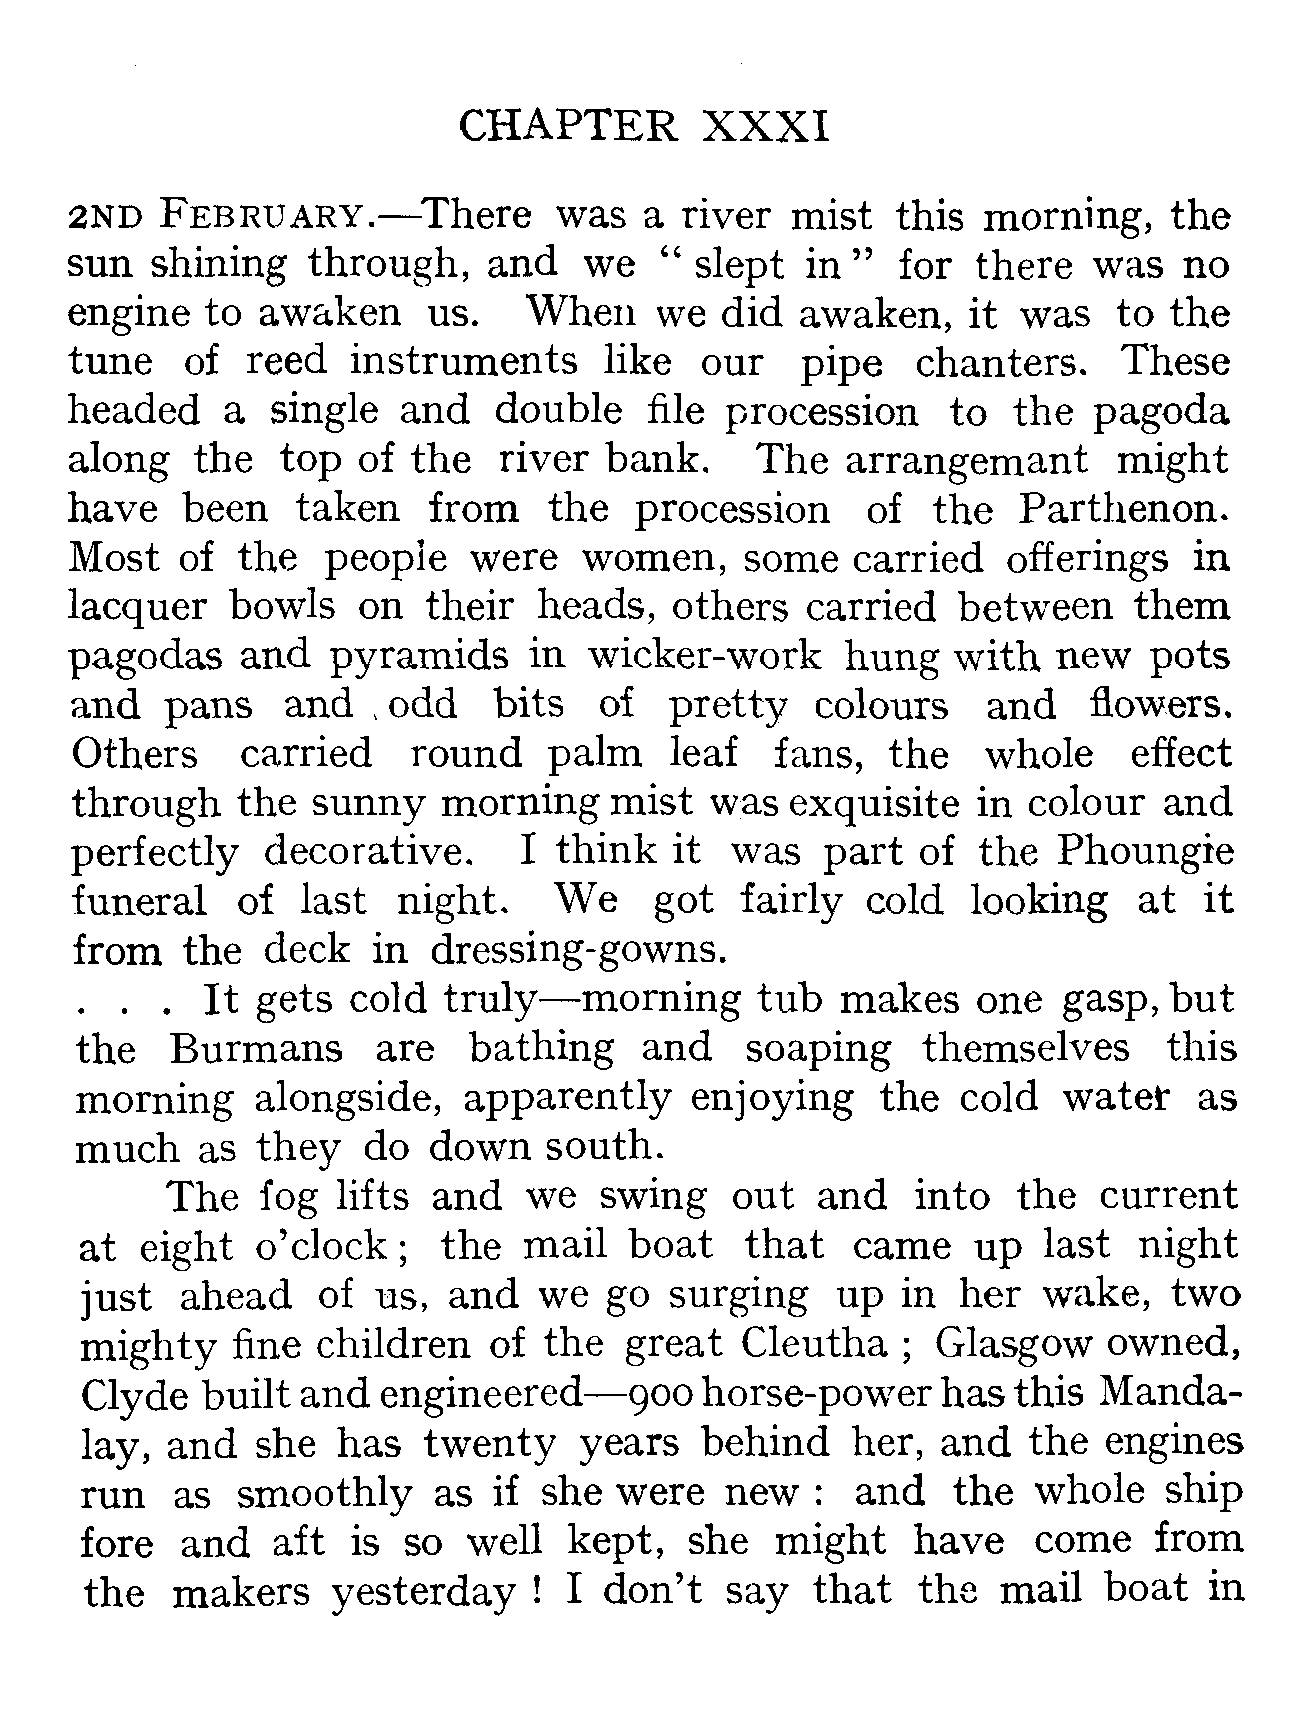 CHAPTER XXXI
2ND FEBRUARY.—There was a river mist this morning, the
sun shining through, and we “ slept in ” for there was no
engine to awaken us. When we did awaken, it was to the
tune of reed instruments like our pipe chanters. These
headed a single and double file procession to the pagoda
along the top of the river bank. The arrangemant might
have been taken from the procession of the Parthenon.
Most of the people were women, some carried offerings in
lacquer bowls on their heads, others carried between them
pagodas and pyramids in wicker-work hung with new pots
and pans and odd bits of pretty colours and flowers.
Others carried round palm leaf fans, the whole effect
through the sunny morning mist was exquisite in colour and
perfectly decorative. I think it was part of the Phoungie
funeral of last night. We got fairly cold looking at it
from the deck in dressing-gowns.
. . . It gets cold truly—morning tub makes one gasp, but
the Burmans are bathing and soaping themselves this
morning alongside, apparently enjoying the cold water as
much as they do down south.
The fog lifts and we swing out and into the current
at eight o’clock ; the mail boat that came up last night
just ahead of us, and we go surging up in her wake, two
mighty fine children of the great Cleutha ; Glasgow owned,
Clyde built and engineered—900 horse-power has this Manda-
lay, and she has twenty years behind her, and the engines
run as smoothly as if she were new : and the whole ship
fore and aft is so well kept, she might have come from
the makers yesterday ! I don’t say that the mail boat in